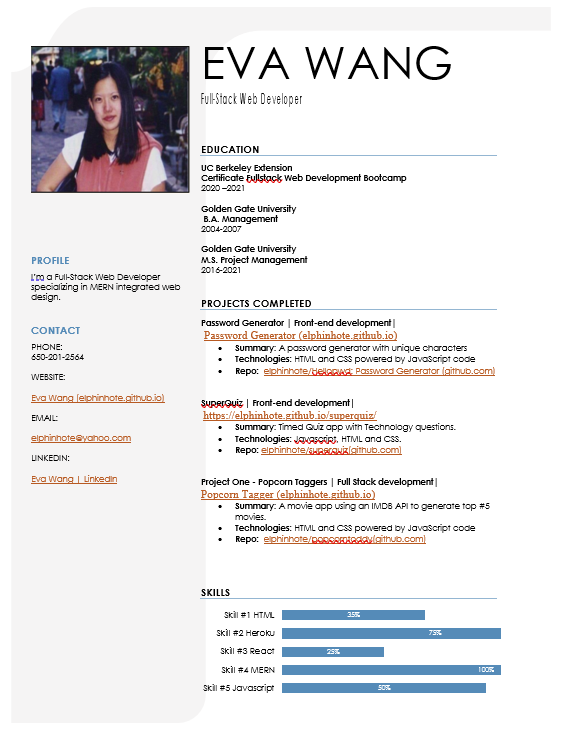 EVA WANG
Full-Stack Web Developer
EDUCATION
UC Berkeley Extension
Certificate Fullstack Web Development Bootcamp
2020 –2021
Golden Gate University
B.A. Management
2004-2007
Golden Gate University
M.S. Project Management
2016-2021
PROFILE
I'm a Full-Stack Web Developer
specializing in MERN integrated web
design.
CONTACT
PHONE:
650-201-2564
WEBSITE:
Eva Wang (elphinhote.github.io)
EMAIL:
elphinhote@yahoo.com
LINKEDIN:
Eva Wang | LinkedIn
PROJECTS COMPLETED
Password Generator | Front-end development|
Password Generator (elphinhote.github.io)
• Summary: A password generator with unique characters
• Technologies: HTML and CSS powered by JavaScript code
• Repo: elphinhote/Hellopwd: Password Generator (github.com)
SuperQuiz | Front-end development|
https://elphinhote.github.io/superquiz/
• Summary: Timed Quiz app with Technology questions.
• Technologies: Javascript, HTML and CSS.
• Repo: elphinhote/superquiz(github.com)
Project One - Popcorn Taggers | Full Stack development|
Popcorn Tagger (elphinhote.github.io)
• Summary: A movie app using an IMDB API to generate top #5
movies.
• Technologies: HTML and CSS powered by JavaScript code
• Repo: elphinhote/popcorntaddy(github.com)
SKILLS
Skill #1 HTML 35%
Skill #2 Heroku 75%
Skill #3 React 25%
Skill #4 MERN 100%
Skill #5 Javascript 50%